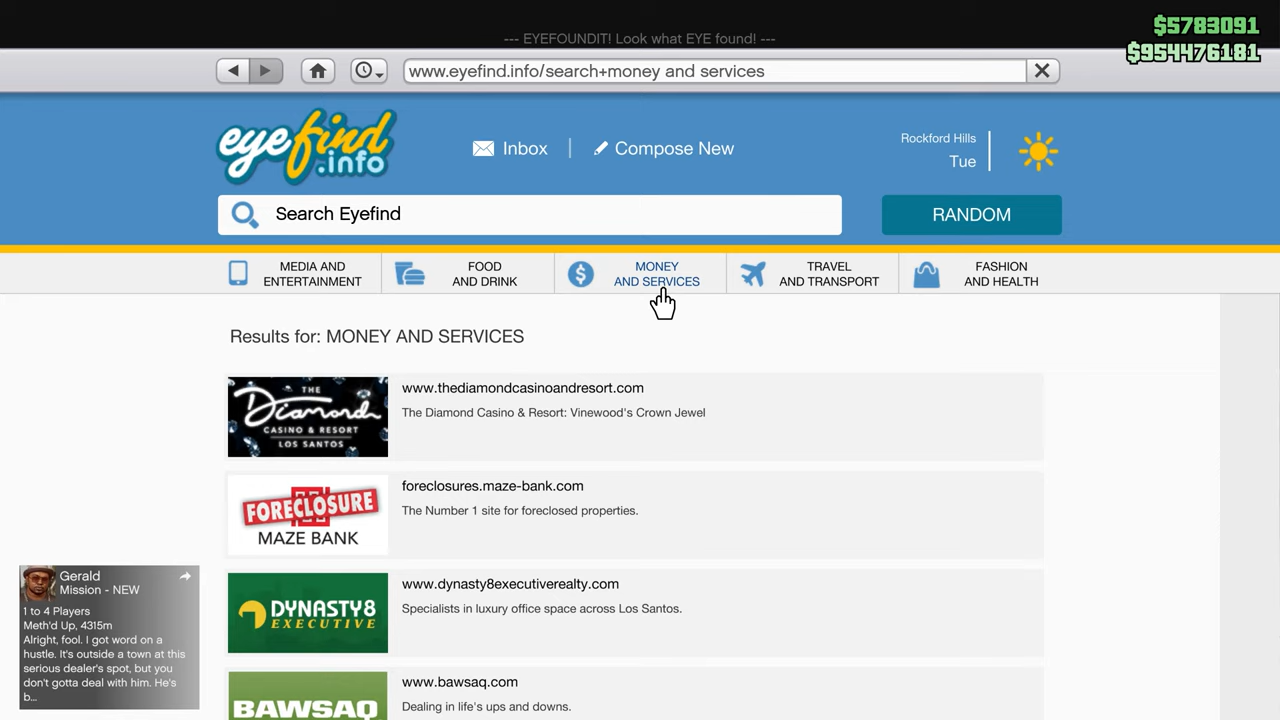 $5783091
--- EYEFOUNDIT! Look what EYE found! ---
$954476181
www.eyefind.info/search+money and services
eyefind
.info
Inbox
Compose New
Rockford Hills
Tue
Search Eyefind
RANDOM
MEDIA AND
ENTERTAINMENT
FOOD
AND DRINK
MONEY
AND SERVICES
TRAVEL
AND TRANSPORT
FASHION
AND HEALTH
Results for: MONEY AND SERVICES
THE
Diamond
CASINO & RESORT
LOS SANTOS
www.thediamondcasinoandresort.com
The Diamond Casino & Resort: Vinewood's Crown Jewel
FORECLOSURE
MAZE BANK
foreclosures.maze-bank.com
The Number 1 site for foreclosed properties.
DYNASTY8
EXECUTIVE
www.dynasty8executiverealty.com
Specialists in luxury office space across Los Santos.
BAWSAQ
www.bawsaq.com
Dealing in life's ups and downs.
Gerald
Mission - NEW
1 to 4 Players
Meth'd Up, 4315m
Alright, fool. I got word on a
hustle. It's outside a town at this
serious dealer's spot, but you
don't gotta deal with him. He's
b...